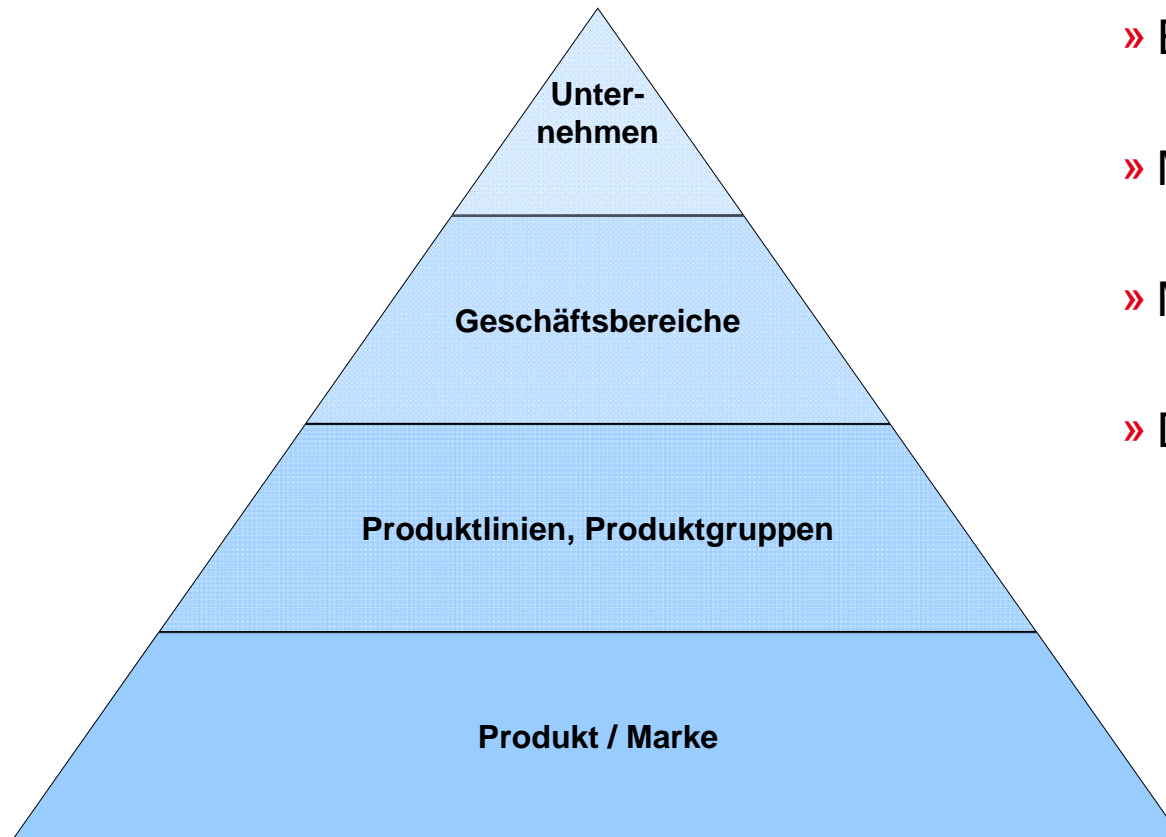 Unter-
nehmen
Geschäftsbereiche
Produktlinien, Produktgruppen
Produkt / Marke
»
»
»
»